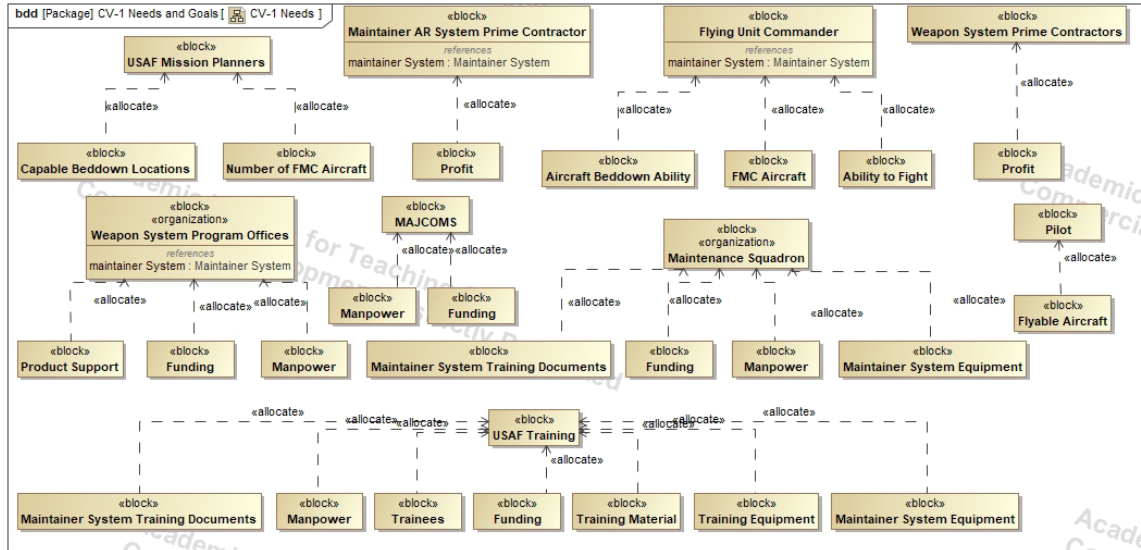 bdd [Package] CV-1 Needs and Goals [ CV-1 Needs ]
«block»
USAF Mission Planners
«block»
Maintainer AR System Prime Contractor
references
maintainer System : Maintainer System
«block»
Flying Unit Commander
references
maintainer System : Maintainer System
«block»
Weapon System Prime Contractors
«allocate»
«allocate»
«allocate»
«allocate»
«allocate»
«allocate»
«allocate»
«block»
Capable Beddown Locations
«block»
Number of FMC Aircraft
«block»
Profit
«block»
Aircraft Beddown Ability
«block»
FMC Aircraft
«block»
Ability to Fight
«block»
Profit
«block»
«organization»
Weapon System Program Offices
references
maintainer System : Maintainer System
«block»
MAJCOMS
«allocate»
«allocate»
«block»
Manpower
«block»
Funding
«block»
«organization»
Maintenance Squadron
«block»
Pilot
«allocate»
«block»
Flyable Aircraft
«allocate»
«allocate»
«allocate»
«allocate»
«allocate»
«allocate»
«allocate»
«block»
Product Support
«block»
Funding
«block»
Manpower
«block»
Maintainer System Training Documents
«block»
Funding
«block»
Manpower
«block»
Maintainer System Equipment
«block»
USAF Training
«allocate»
«allocate»
«allocate»
«allocate»
«allocate»
«allocate»
«allocate»
«block»
Maintainer System Training Documents
«block»
Manpower
«block»
Trainees
«block»
Funding
«block»
Training Material
«block»
Training Equipment
«block»
Maintainer System Equipment
for Teaching